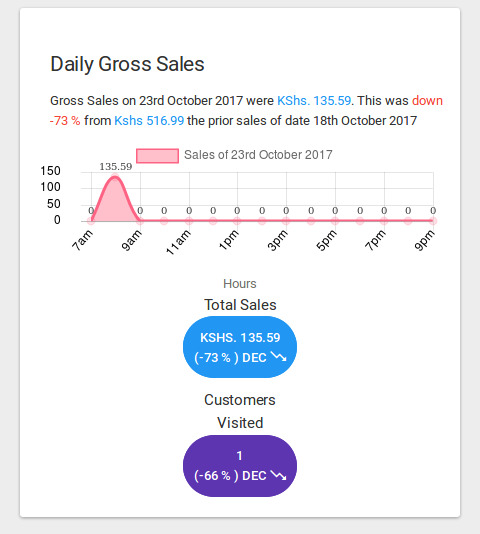 Daily Gross Sales
Gross Sales on 23rd October 2017 were KShs. 135.59. This was down
-73 % from Kshs 516.99 the prior sales of date 18th October 2017
Sales of 23rd October 2017
150
100
50
0
135.59
0 0 0 0 0 0 0 0 0 0 0 0 0 0
7am 9am 11am 1pm 3pm 5pm 7pm 9pm
Hours
Total Sales
KSHS. 135.59
(-73 % ) DEC
Customers
Visited
1
(-66 % ) DEC